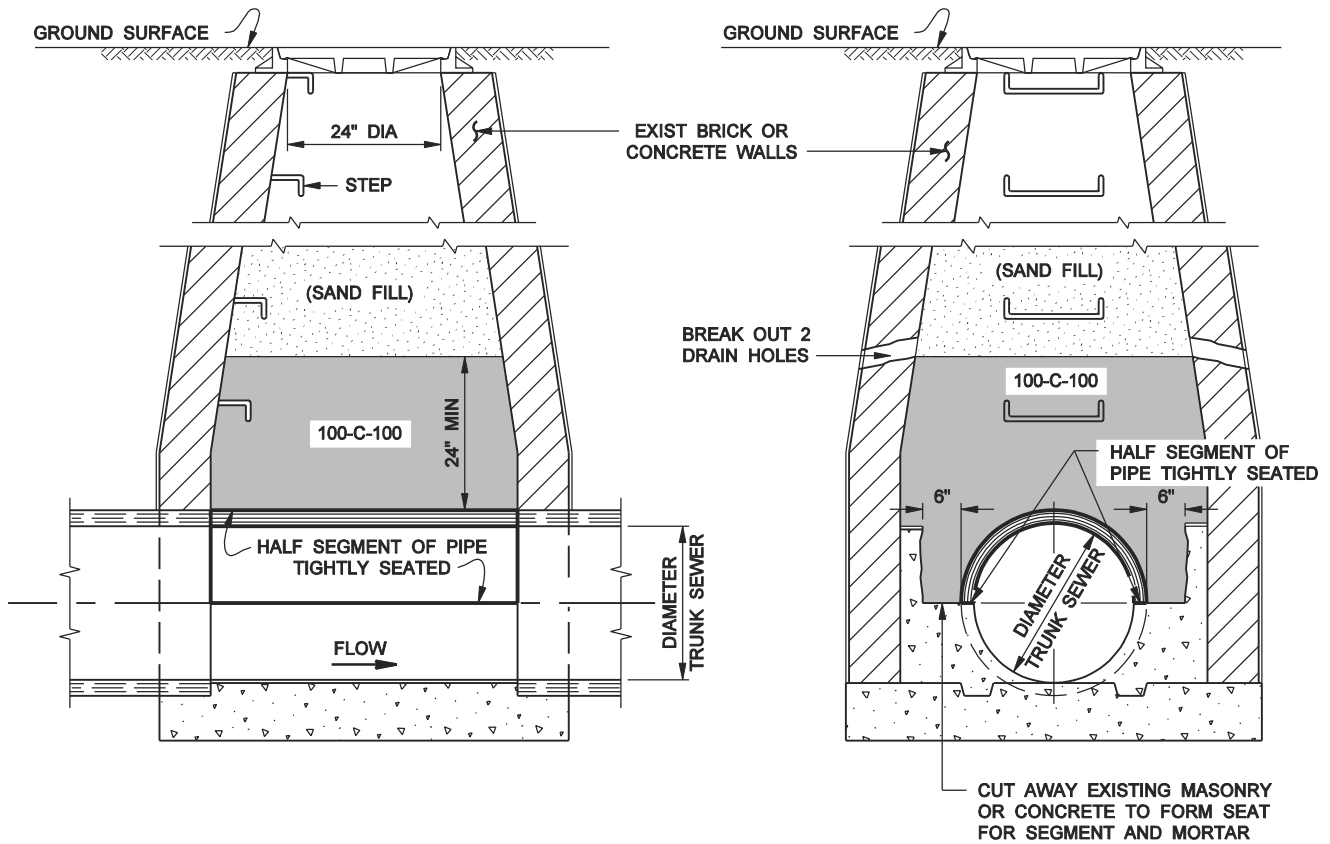 GROUND SURFACE
GROUND SURFACE
24" DIA
EXIST BRICK OR
CONCRETE WALLS
STEP
(SAND FILL)
(SAND FILL)
BREAK OUT 2
DRAIN HOLES
100-C-100
24" MIN
100-C-100
HALF SEGMENT OF
PIPE TIGHTLY SEATED
6"
6"
HALF SEGMENT OF PIPE
TIGHTLY SEATED
DIAMETER
TRUNK SEWER
DIAMETER
TRUNK SEWER
FLOW
CUT AWAY EXISTING MASONRY
OR CONCRETE TO FORM SEAT
FOR SEGMENT AND MORTAR